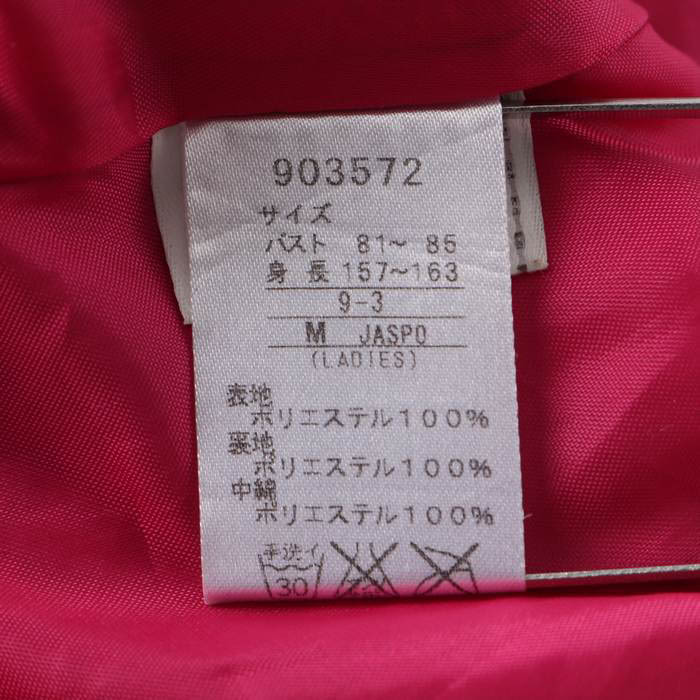 903572
サイズ
バスト 81～85
身長 157～163
9-3
M JASPO
(LADIES)
表地
ポリエステル100%
裏地
ポリエステル100%
中綿
ポリエステル100%
手洗イ
30